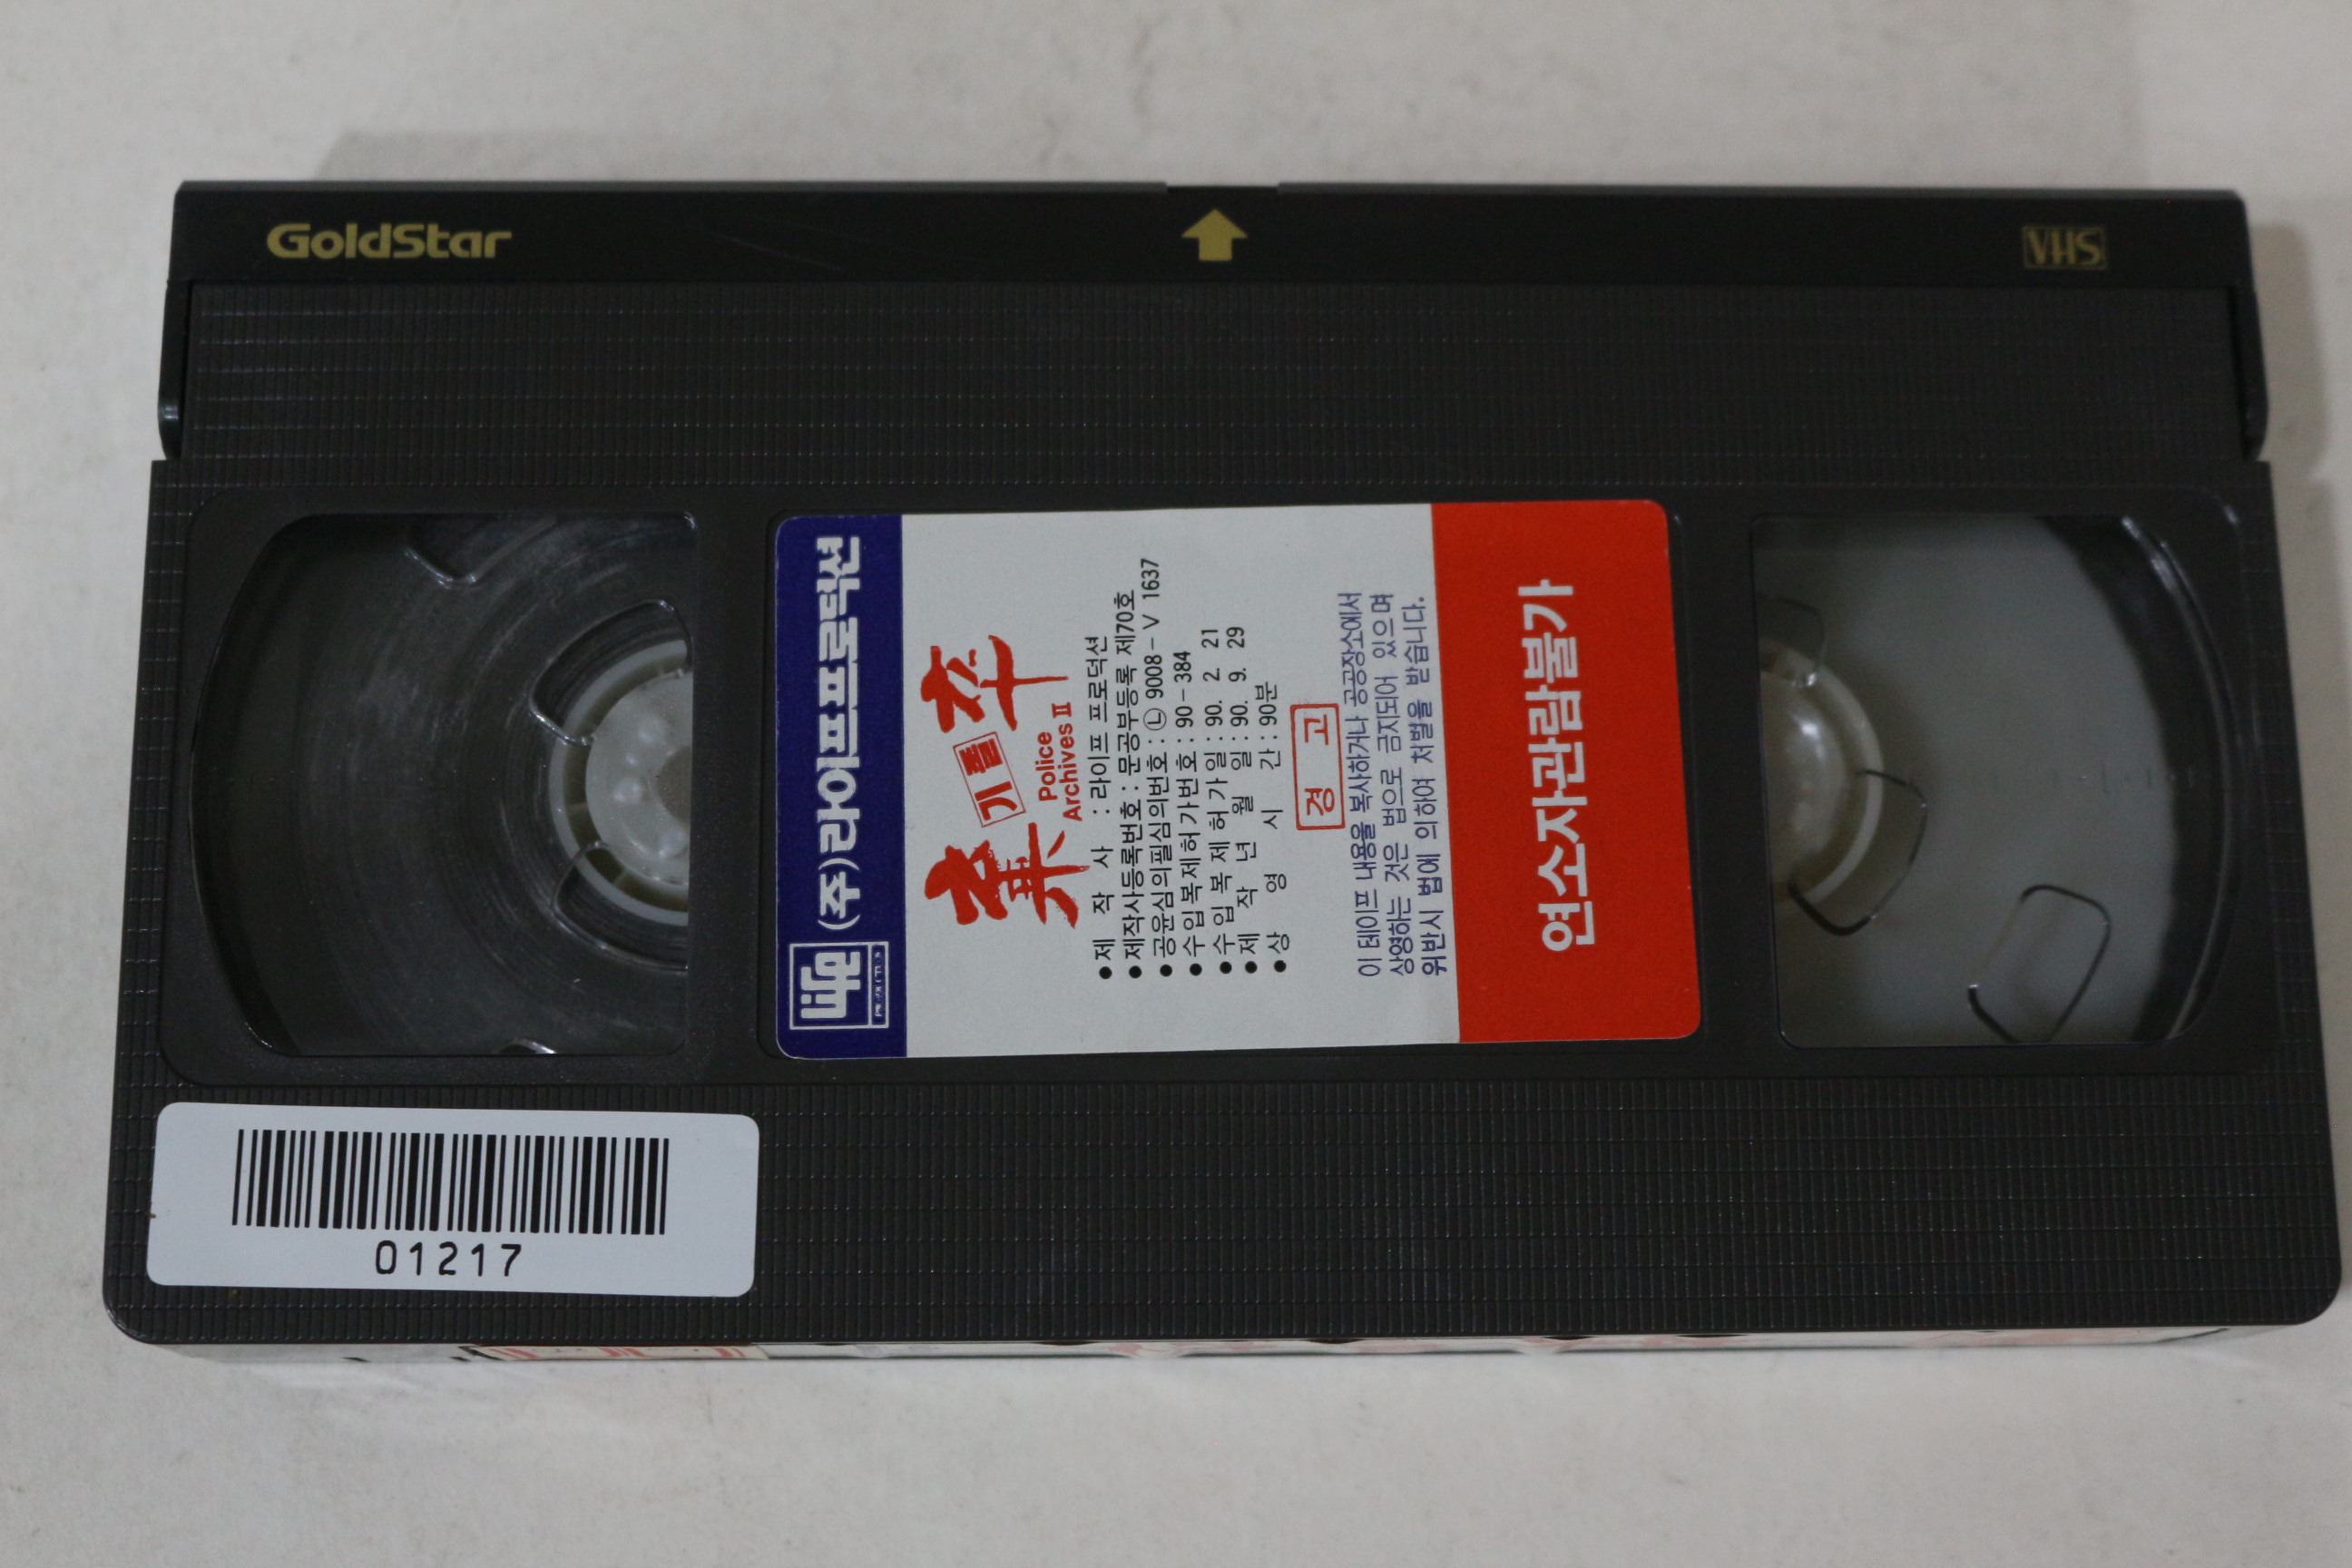 GoldStar
VHS
Life
(주)라이프프로덕션
棄卒
기졸
Police
Archives II
●제작사 : 라이프 프로덕션
●제작사등록번호 : 문공부등록 제70호
●공윤심의필심의번호 : Ⓛ 9008-V 1637
●수입복제허가번호 : 90-384
●수입복제허가일 : 90. 2. 21
●제작년월일 : 90. 9. 29
●상영시간 : 90분
경고
이 테이프 내용을 복사하거나 공공장소에서
상영하는 것은 법으로 금지되어 있으며
위반시 법에 의하여 처벌을 받습니다.
연소자관람불가
01217